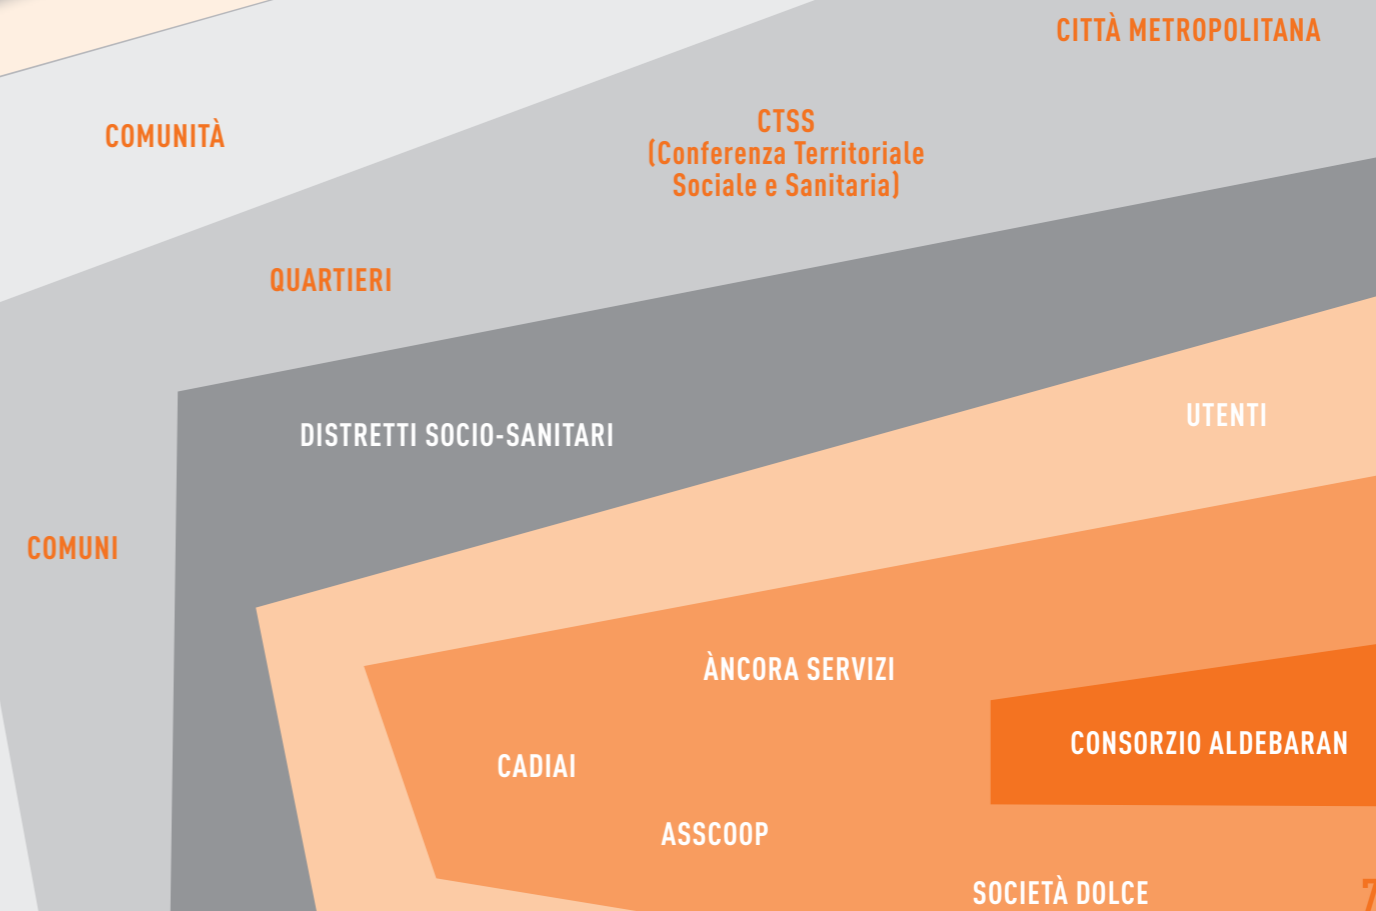 CITTÀ METROPOLITANA
COMUNITÀ
CTSS
(Conferenza Territoriale
Sociale e Sanitaria)
QUARTIERI
UTENTI
DISTRETTI SOCIO-SANITARI
COMUNI
ÀNCORA SERVIZI
CONSORZIO ALDEBARAN
CADIAI
ASSCOOP
SOCIETÀ DOLCE